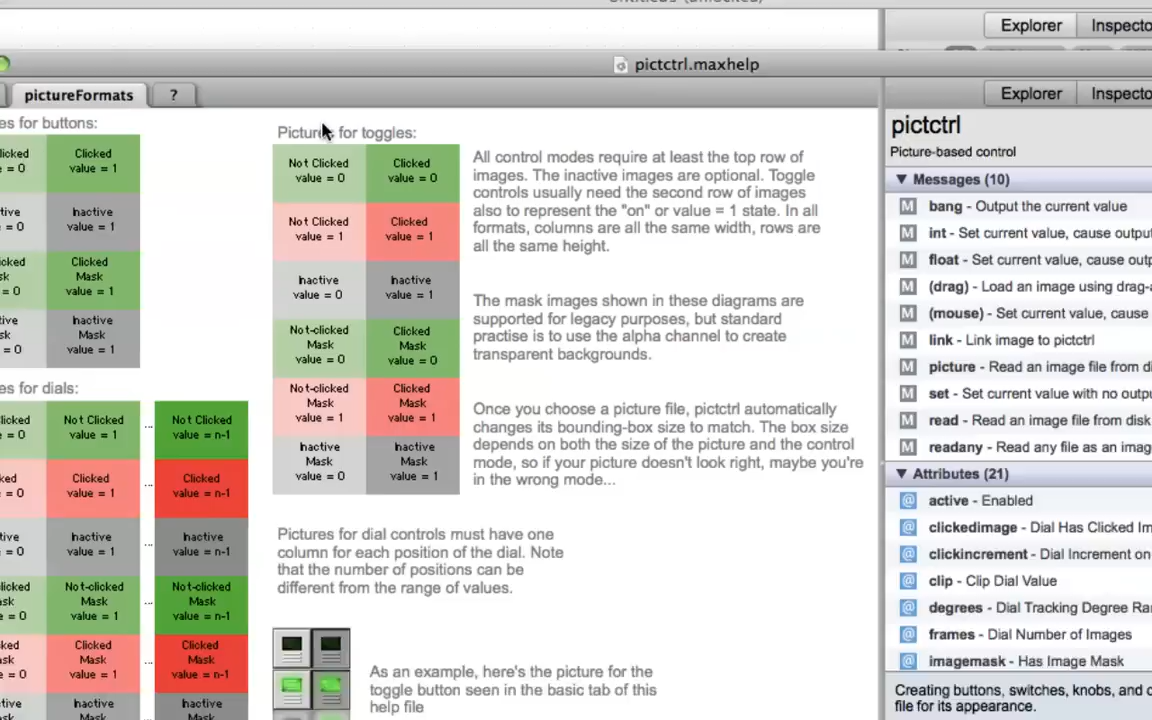 Untitled6 (unlocked)
Explorer
Inspecto
pictctrl.maxhelp
Explorer
Inspecto
pictureFormats
?
es for buttons:
licked
= 0
Clicked
value = 1
tive
= 0
Inactive
value = 1
icked
sk
= 0
Clicked
Mask
value = 1
tive
sk
= 0
Inactive
Mask
value = 1
es for dials:
licked
= 0
Not Clicked
value = 1
...
Not Clicked
value = n-1
ked
= 0
Clicked
value = 1
...
Clicked
value = n-1
tive
= 0
Inactive
value = 1
...
Inactive
value = n-1
licked
sk
= 0
Not-clicked
Mask
value = 1
...
Not-clicked
Mask
value = n-1
ked
sk
= 0
Clicked
Mask
value = 1
...
Clicked
Mask
value = n-1
tive
Inactive
Mask
Inactive
Mask
Pictures for toggles:
Not Clicked
value = 0
Clicked
value = 0
Not Clicked
value = 1
Clicked
value = 1
Inactive
value = 0
Inactive
value = 1
Not-clicked
Mask
value = 0
Clicked
Mask
value = 0
Not-clicked
Mask
value = 1
Clicked
Mask
value = 1
Inactive
Mask
value = 0
Inactive
Mask
value = 1
All control modes require at least the top row of
images. The inactive images are optional. Toggle
controls usually need the second row of images
also to represent the "on" or value = 1 state. In all
formats, columns are all the same width, rows are
all the same height.
The mask images shown in these diagrams are
supported for legacy purposes, but standard
practise is to use the alpha channel to create
transparent backgrounds.
Once you choose a picture file, pictctrl automatically
changes its bounding-box size to match. The box size
depends on both the size of the picture and the control
mode, so if your picture doesn't look right, maybe you're
in the wrong mode...
Pictures for dial controls must have one
column for each position of the dial. Note
that the number of positions can be
different from the range of values.
As an example, here's the picture for the
toggle button seen in the basic tab of this
help file
pictctrl
Picture-based control
▼ Messages (10)
M bang - Output the current value
M int - Set current value, cause output
M float - Set current value, cause outp
M (drag) - Load an image using drag-a
M (mouse) - Set current value, cause
M link - Link image to pictctrl
M picture - Read an image file from di
M set - Set current value with no outpu
M read - Read an image file from disk
M readany - Read any file as an imag
▼ Attributes (21)
@ active - Enabled
@ clickedimage - Dial Has Clicked Im
@ clickincrement - Dial Increment on
@ clip - Clip Dial Value
@ degrees - Dial Tracking Degree Ra
@ frames - Dial Number of Images
@ imagemask - Has Image Mask
Creating buttons, switches, knobs, and o
file for its appearance.